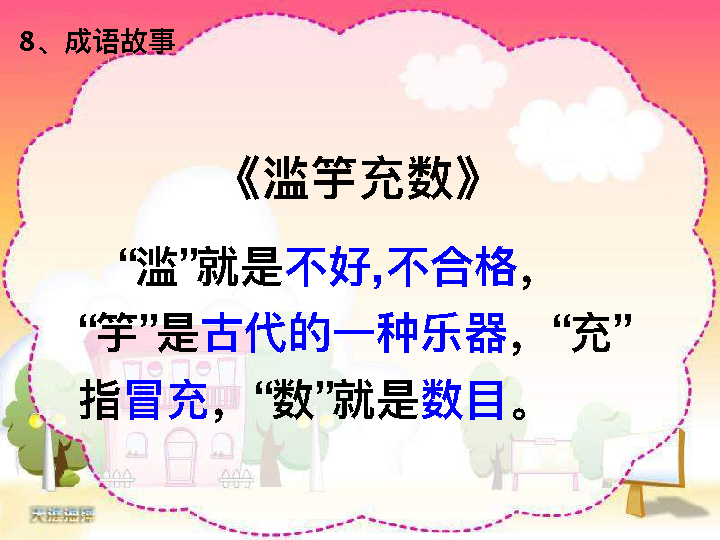 8、成语故事
《滥竽充数》
“滥”就是不好,不合格，
“竽”是古代的一种乐器，“充”
指冒充，“数”就是数目。